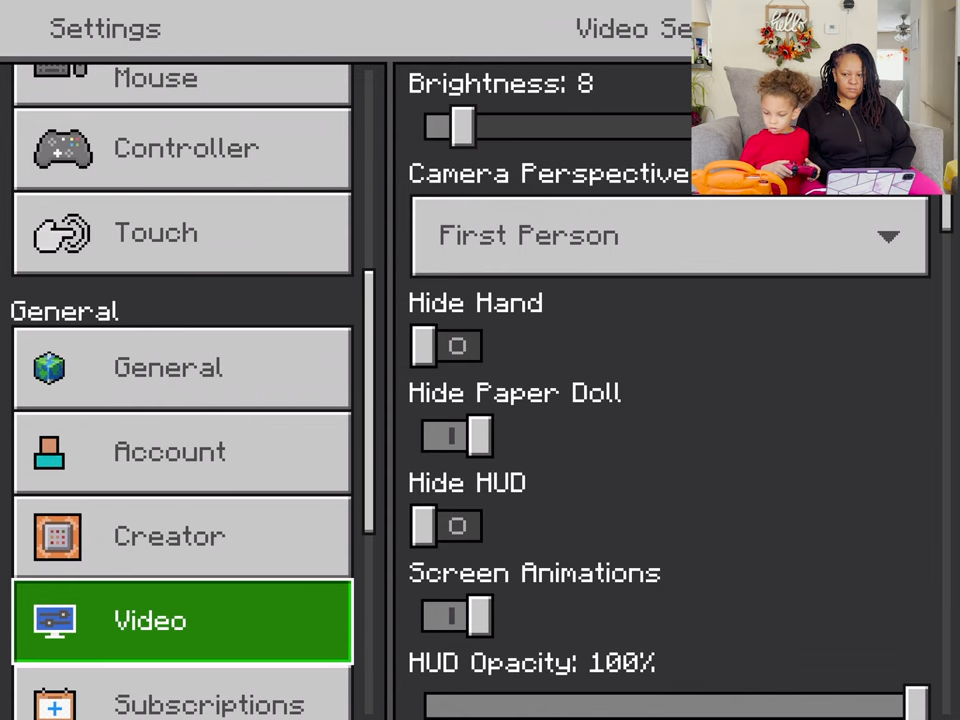 Settings
Video Se
Mouse
Controller
Touch
General
General
Account
Creator
Video
Subscriptions
Brightness: 8
Camera Perspective
First Person
Hide Hand
Hide Paper Doll
Hide HUD
Screen Animations
HUD Opacity: 100%
hello